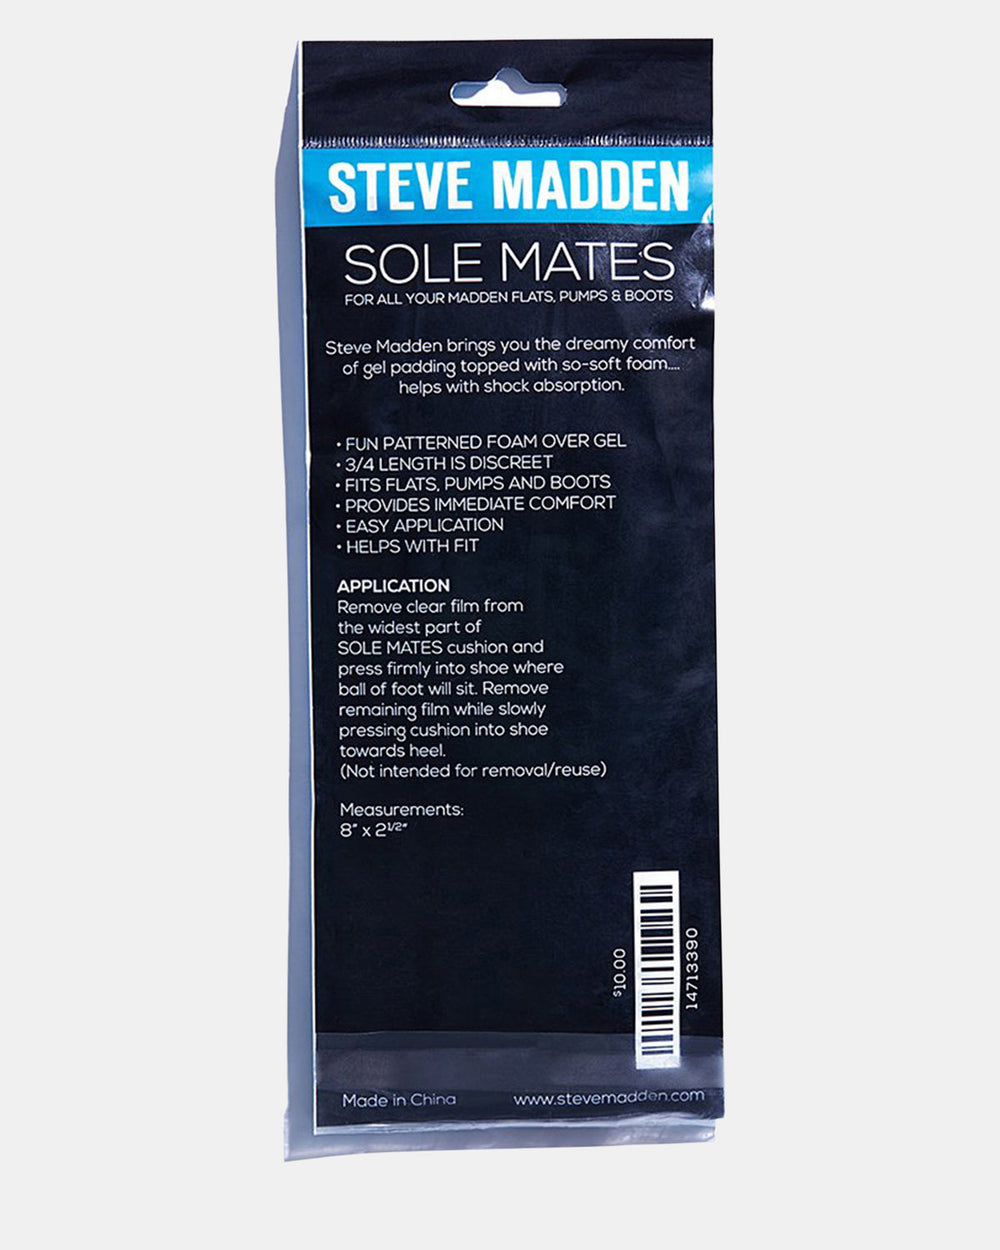 STEVE MADDEN
SOLE MATES
FOR ALL YOUR MADDEN FLATS, PUMPS & BOOTS
Steve Madden brings you the dreamy comfort
of gel padding topped with so-soft foam....
helps with shock absorption.
• FUN PATTERNED FOAM OVER GEL
• 3/4 LENGTH IS DISCREET
• FITS FLATS, PUMPS AND BOOTS
• PROVIDES IMMEDIATE COMFORT
• EASY APPLICATION
• HELPS WITH FIT
APPLICATION
Remove clear film from
the widest part of
SOLE MATES cushion and
press firmly into shoe where
ball of foot will sit. Remove
remaining film while slowly
pressing cushion into shoe
towards heel.
(Not intended for removal/reuse)
Measurements:
8" x 2 1/2"
$10.00
14713390
Made in China www.stevemadden.com